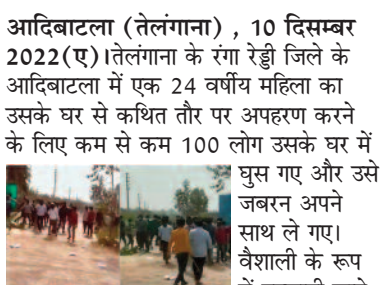 आदिबाटला (तेलंगाना) , 10 दिसम्बर
2022(ए)।तेलंगाना के रंगा रेड्डी जिले के
आदिबाटला में एक 24 वर्षीय महिला का
उसके घर से कथित तौर पर अपहरण करने
के लिए कम से कम 100 लोग उसके घर में
घुस गए और उसे
जबरन अपने
साथ ले गए।
वैशाली के रूप